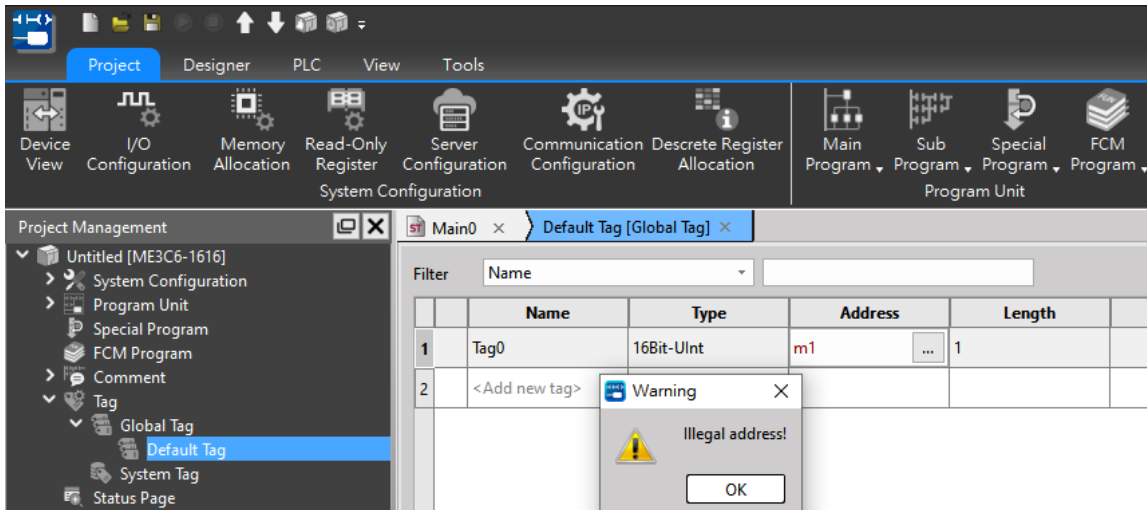 Project Designer PLC View Tools
Device View
I/O Configuration
Memory Allocation
Read-Only Register
Server Configuration
Communication Configuration
Descrete Register Allocation
System Configuration
Main Program
Sub Program
Special Program
FCM Program
Program Unit
Project Management
Untitled [ME3C6-1616]
System Configuration
Program Unit
Special Program
FCM Program
Comment
Tag
Global Tag
Default Tag
System Tag
Status Page
ST Main0 Default Tag [Global Tag]
Filter Name
Name Type Address Length
1 Tag0 16Bit-UInt m1 ... 1
2 <Add new tag>
Warning
Illegal address!
OK